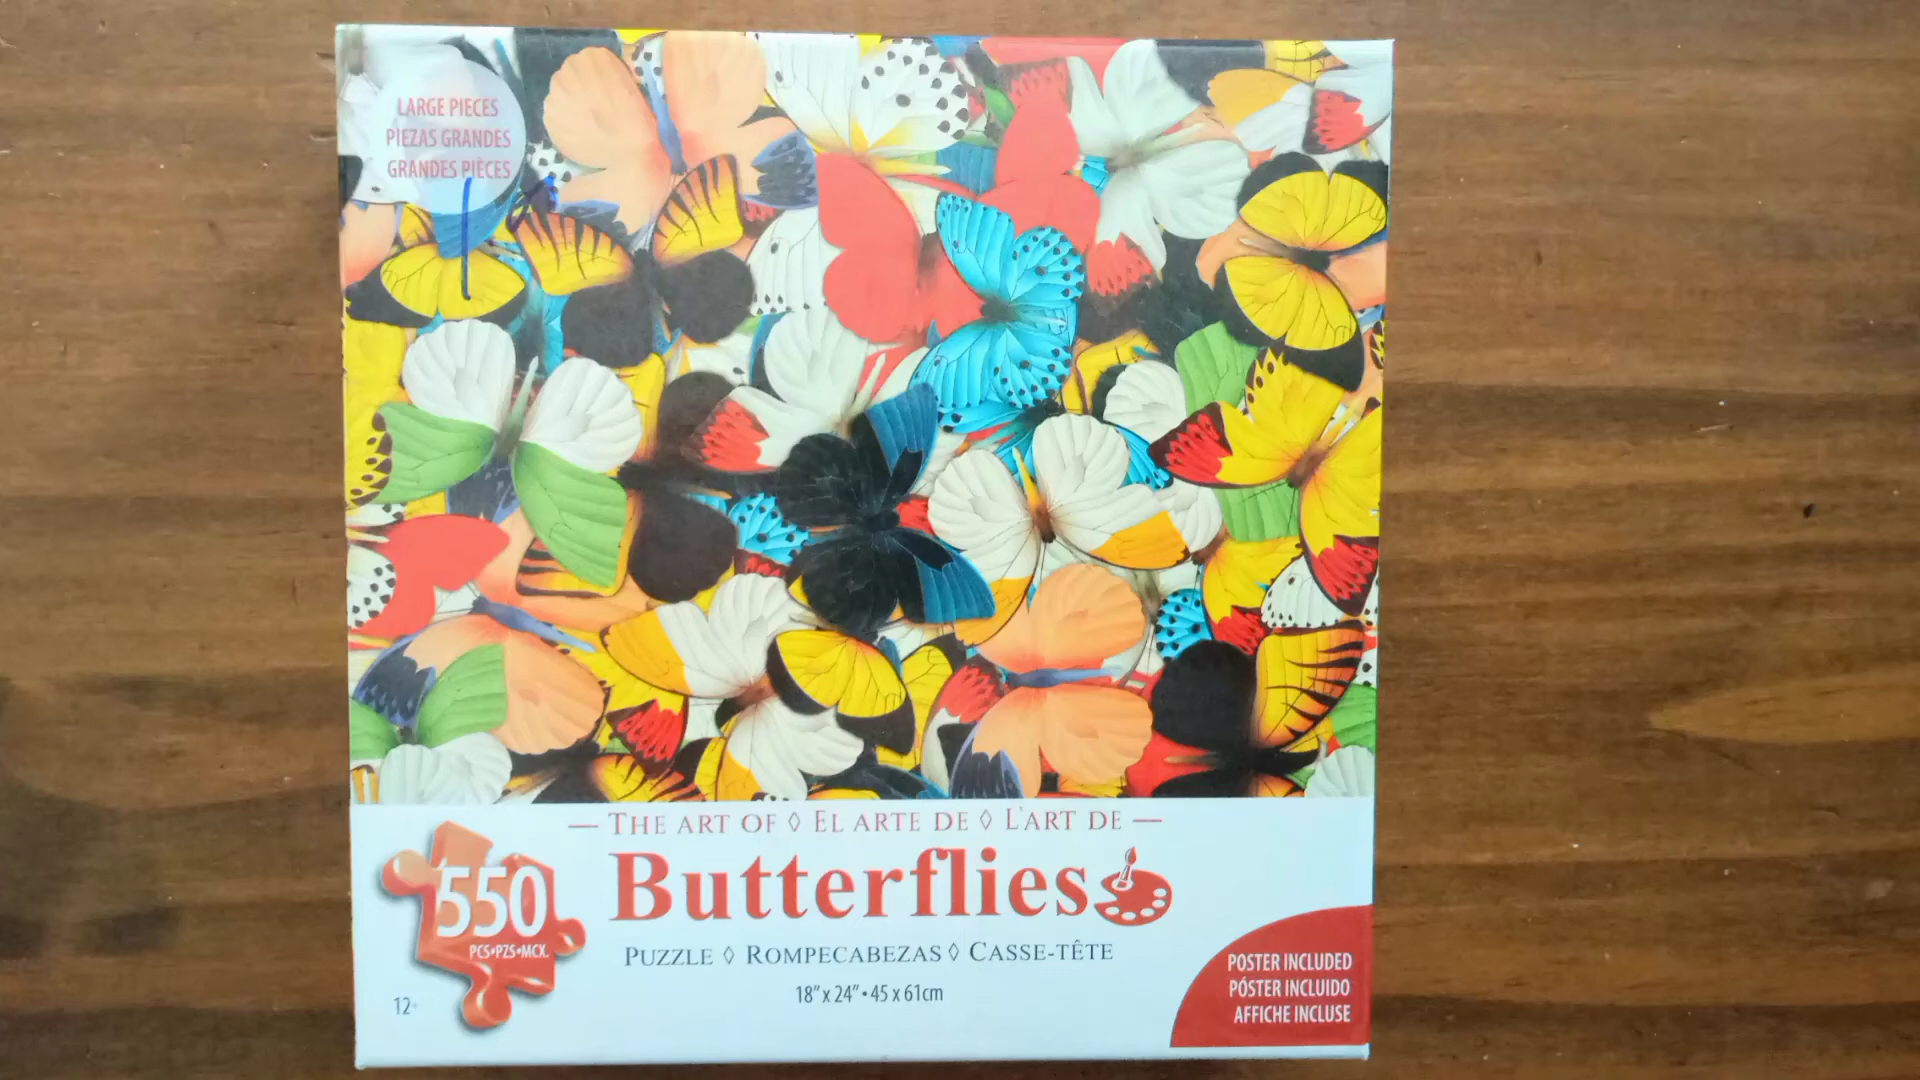 LARGE PIECES
PIEZAS GRANDES
GRANDES PIÈCES
— THE ART OF ◊ EL ARTE DE ◊ L'ART DE —
Butterflies
550
PCS•PZS•MCX.
PUZZLE ◊ ROMPECABEZAS ◊ CASSE-TÊTE
18" x 24" • 45 x 61cm
12+
POSTER INCLUDED
PÓSTER INCLUIDO
AFFICHE INCLUSE